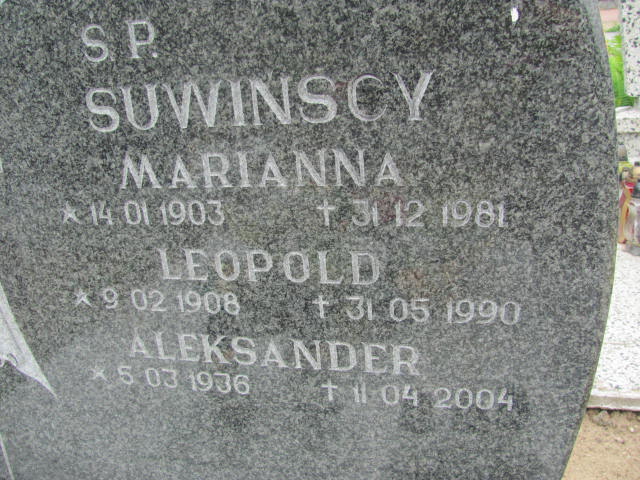 S.P.
SUWINSCY
MARIANNA
* 14 01 1903 † 31 12 1981
LEOPOLD
* 9 02 1908 † 31 05 1990
ALEKSANDER
* 5 03 1936 † 11 04 2004